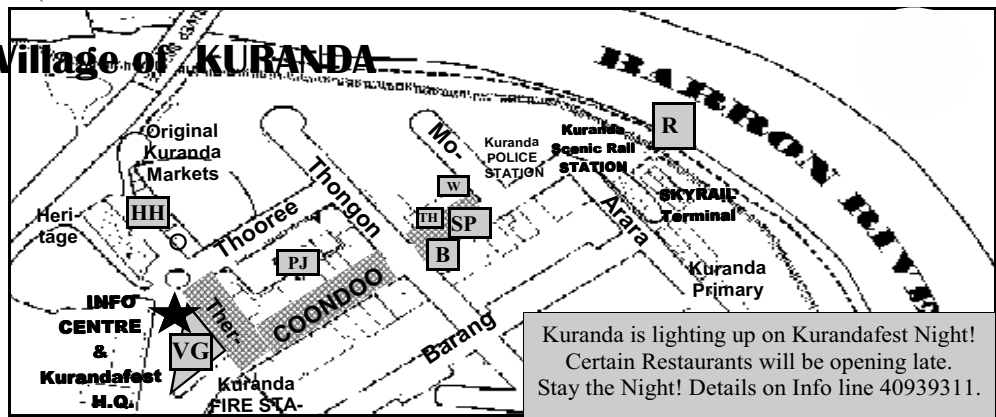 Village of KURANDA
BARRON RIVE
Original
Kuranda
Markets
Heri-
tage
HH
Thooree
Thongon
PJ
COONDOO
Ther-
INFO
CENTRE
&
Kurandafest
H.Q.
VG
Kuranda
FIRE STA-
Mo-
Kuranda
POLICE
STATION
W
TH
SP
B
Barang
Kuranda
Scenic Rail
STATION
R
SKYRAIL
Terminal
Arara
Kuranda
Primary
Kuranda is lighting up on Kurandafest Night!
Certain Restaurants will be opening late.
Stay the Night! Details on Info line 40939311.